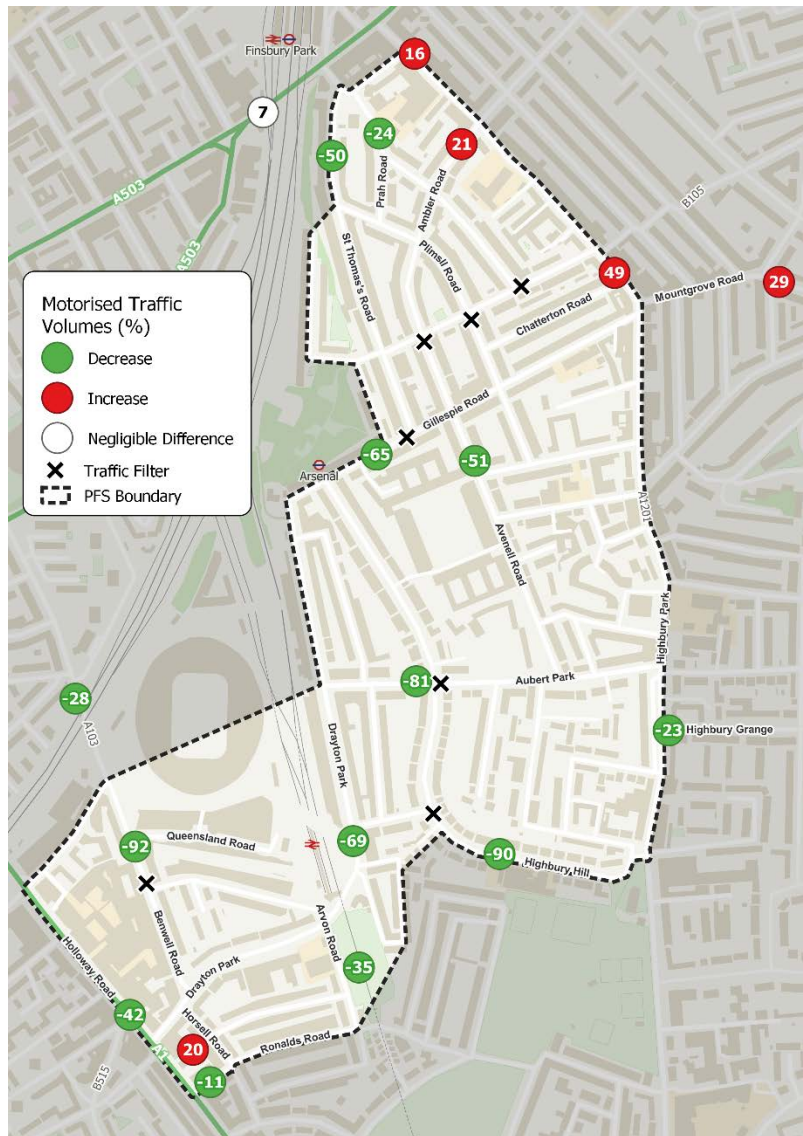 Finsbury Park
16
7
-24
21
-50
A503
Prah Road
Ambler Road
B105
A503
St Thomas's Road
Plimsll Road
49
29
Mountgrove Road
Chatterton Road
Motorised Traffic
Volumes (%)
Decrease
Increase
Negligible Difference
Traffic Filter
PFS Boundary
Gillespie Road
-65
-51
Arsenal
A1201
Avenell Road
Highbury Park
-81
Aubert Park
-28
A103
Drayton Park
-23
Highbury Grange
Queensland Road
-92
-69
-90
Highbury Hill
Benwell Road
Arvon Road
Holloway Road
Drayton Park
-35
-42
Horsell Road
A1
20
Ronalds Road
B515
-11